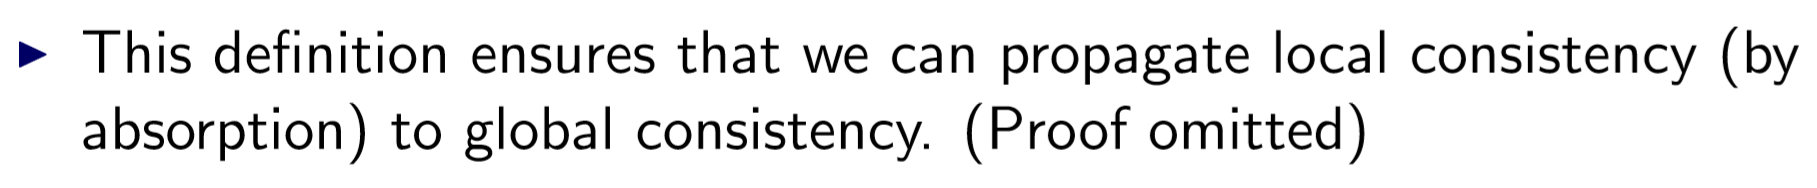 This definition ensures that we can propagate local consistency (by
absorption) to global consistency. (Proof omitted)